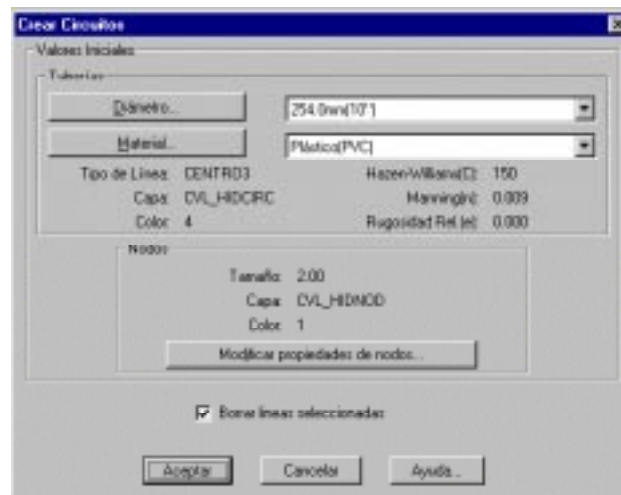 Crear Circuitos
Valores Iniciales
Tuberías
Diámetro...
254.0mm(10")
Material...
Plástico(PVC)
Tipo de Línea: CENTRO3
Hazen-Williams(C): 150
Capa: CVL_HIDCIRC
Manning(n): 0.009
Color: 4
Rugosidad Rel.(e): 0.000
Nodos
Tamaño: 2.00
Capa: CVL_HIDNOD
Color: 1
Modificar propiedades de nodos...
Borrar lineas seleccionadas
Aceptar
Cancelar
Ayuda...